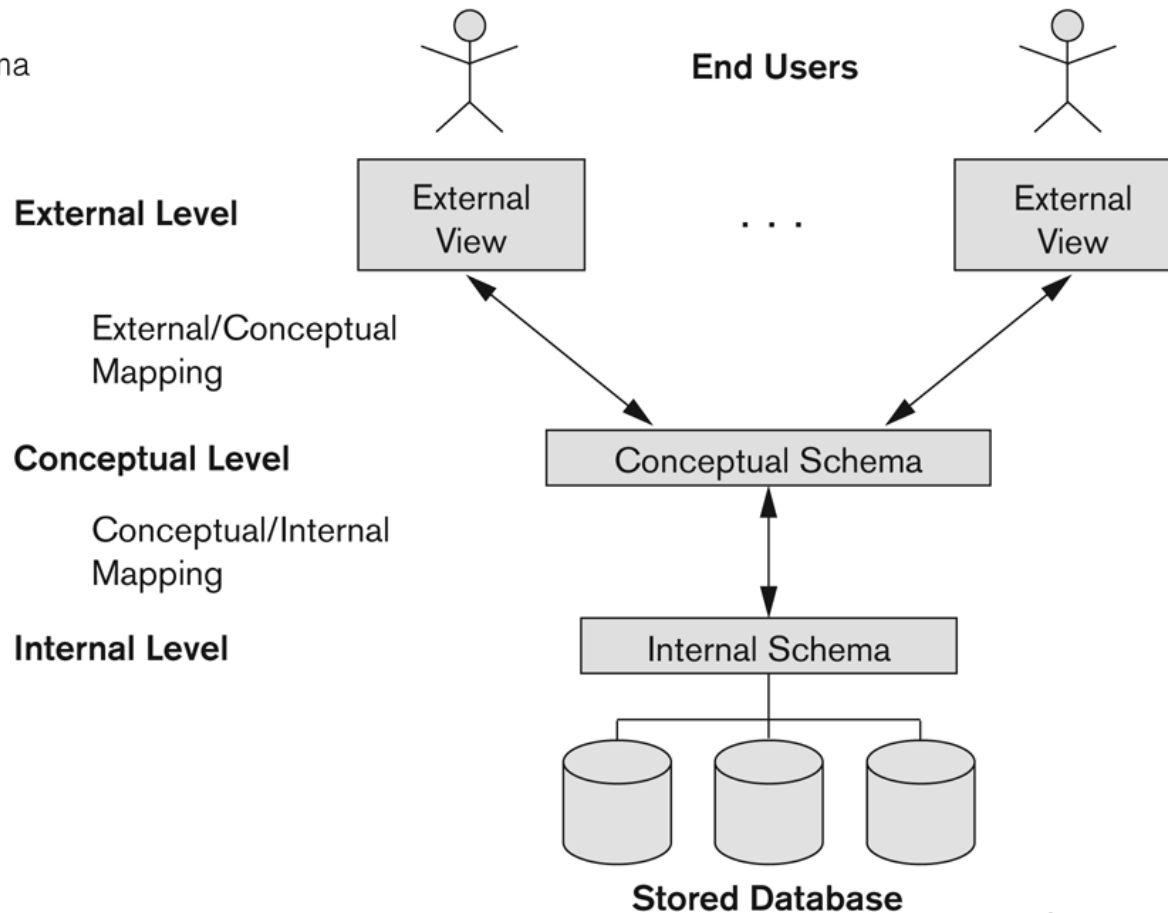 ma
End Users
External
View
. . .
External
View
External Level
External/Conceptual
Mapping
Conceptual Level
Conceptual Schema
Conceptual/Internal
Mapping
Internal Level
Internal Schema
Stored Database